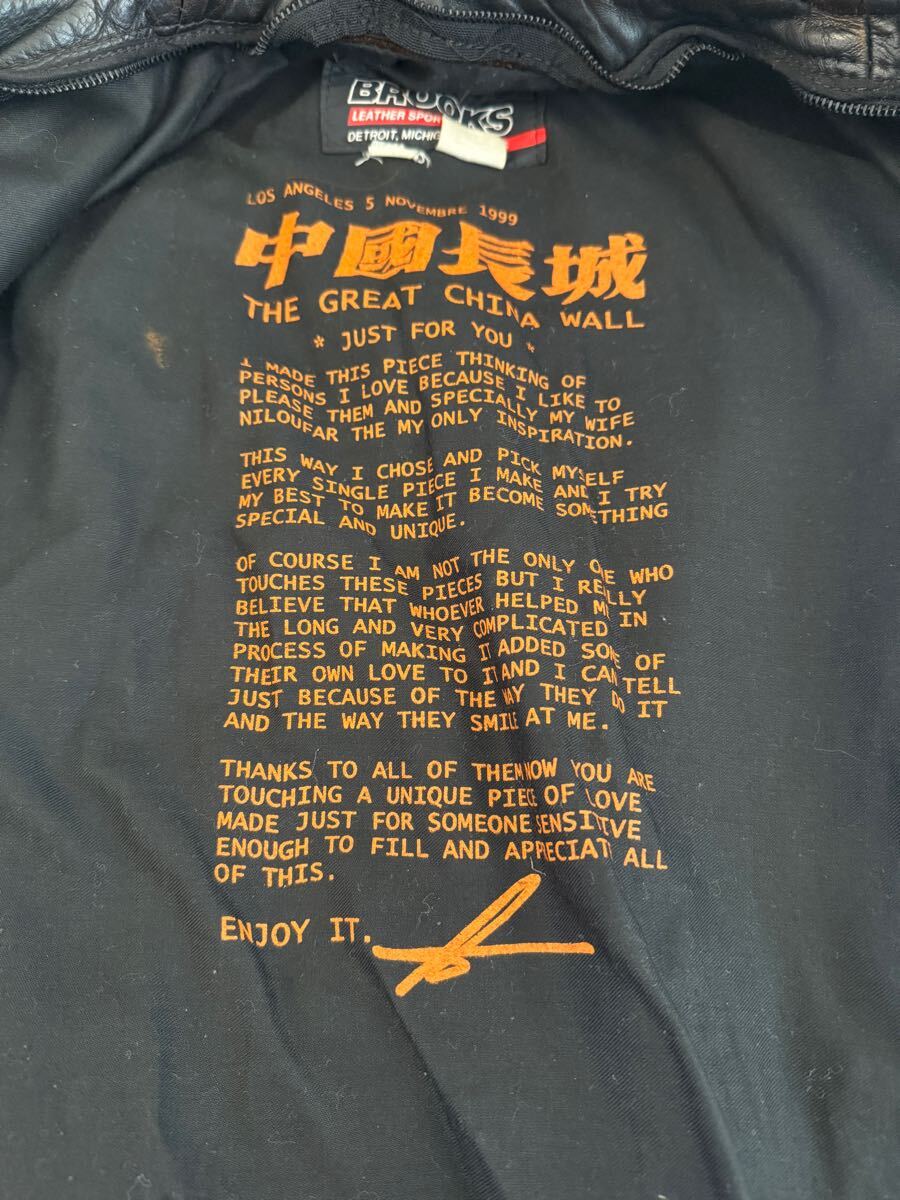 BROOKS
LEATHER SPOR
DETROIT, MICHIG
LOS ANGELES 5 NOVEMBRE 1999
中國長城
THE GREAT CHINA WALL
* JUST FOR YOU *
I MADE THIS PIECE THINKING OF
PERSONS I LOVE BECAUSE I LIKE TO
PLEASE THEM AND SPECIALLY MY WIFE
NILOUFAR THE MY ONLY INSPIRATION.
THIS WAY I CHOSE AND PICK MYSELF
EVERY SINGLE PIECE I MAKE AND I TRY
MY BEST TO MAKE IT BECOME SOMETHING
SPECIAL AND UNIQUE.
OF COURSE I AM NOT THE ONLY ONE WHO
TOUCHES THESE PIECES BUT I REALLY
BELIEVE THAT WHOEVER HELPED ME IN
THE LONG AND VERY COMPLICATED
PROCESS OF MAKING IT ADDED SOME OF
THEIR OWN LOVE TO IT AND I CAN TELL
JUST BECAUSE OF THE WAY THEY DO IT
AND THE WAY THEY SMILE AT ME.
THANKS TO ALL OF THEM NOW YOU ARE
TOUCHING A UNIQUE PIECE OF LOVE
MADE JUST FOR SOMEONE SENSITIVE
ENOUGH TO FILL AND APPRECIATE ALL
OF THIS.
ENJOY IT.